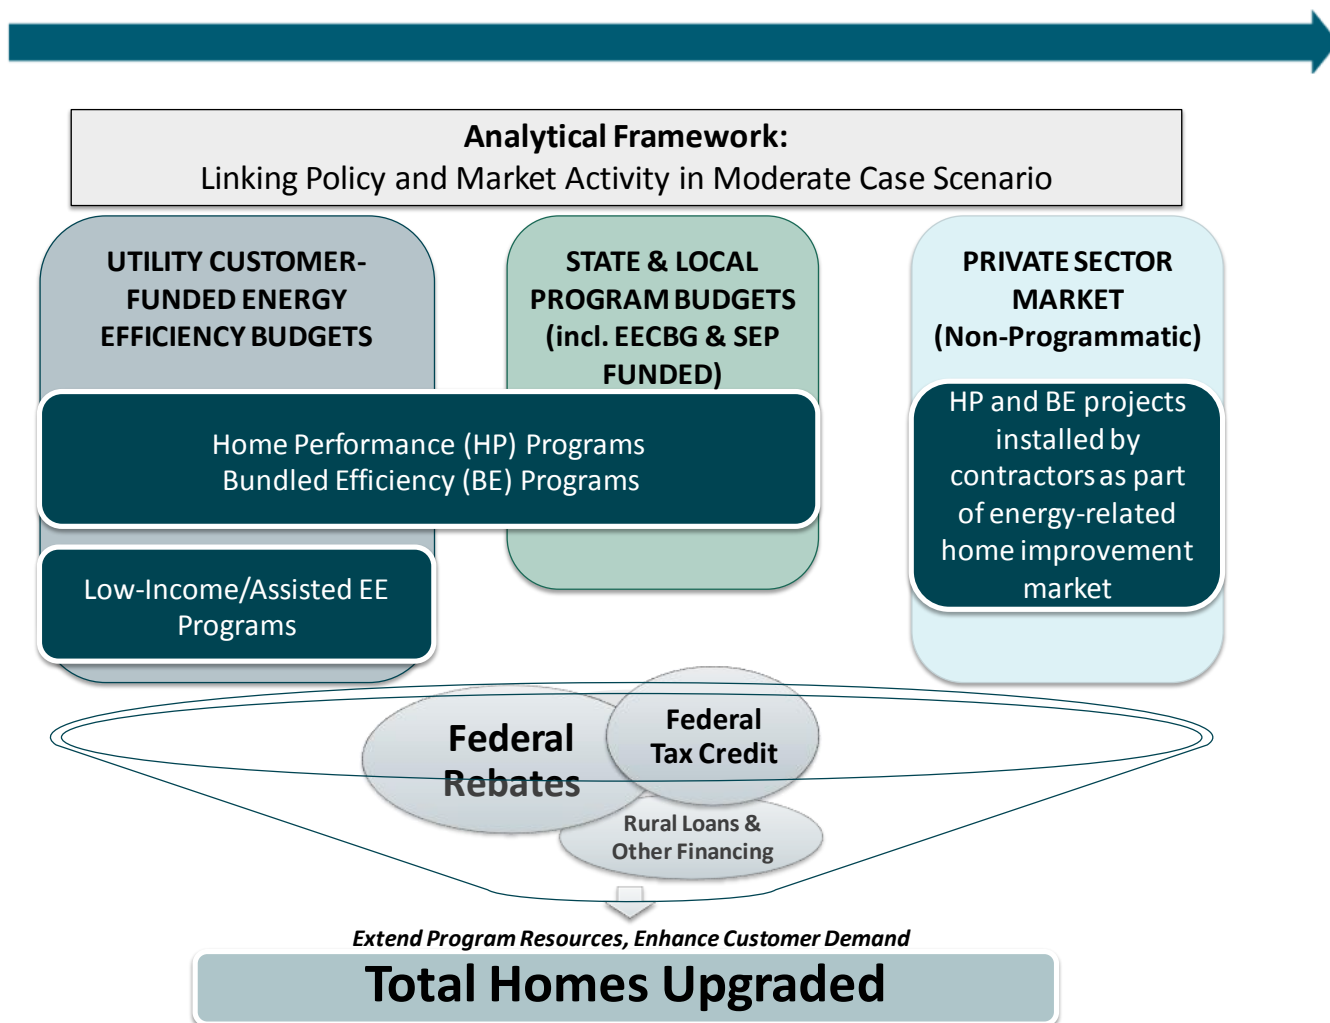 Analytical Framework:
Linking Policy and Market Activity in Moderate Case Scenario
UTILITY CUSTOMER-
FUNDED ENERGY
EFFICIENCY BUDGETS
STATE & LOCAL
PROGRAM BUDGETS
(incl. EECBG & SEP
FUNDED)
PRIVATE SECTOR
MARKET
(Non-Programmatic)
Home Performance (HP) Programs
Bundled Efficiency (BE) Programs
HP and BE projects
installed by
contractors as part
of energy-related
home improvement
market
Low-Income/Assisted EE
Programs
Federal
Rebates
Federal
Tax Credit
Rural Loans &
Other Financing
Extend Program Resources, Enhance Customer Demand
Total Homes Upgraded